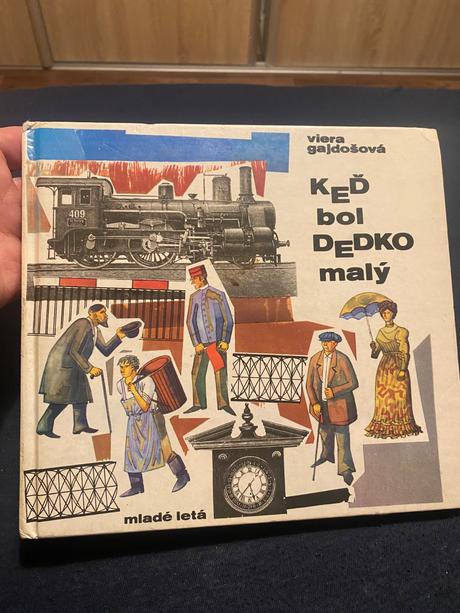 viera
gajdošová
KEĎ
bol
DEDKO
malý
409
mladé letá